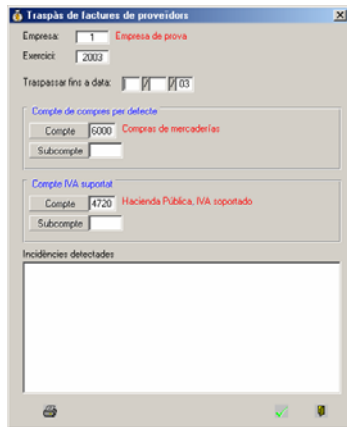 Traspàs de factures de proveïdors
Empresa: 1 Empresa de prova
Exercici: 2003
Traspassar fins a data: / / 03
Compte de compres per defecte
Compte 6000 Compras de mercaderías
Subcompte
Compte IVA suportat
Compte 4720 Hacienda Pública, IVA soportado
Subcompte
Incidències detectades